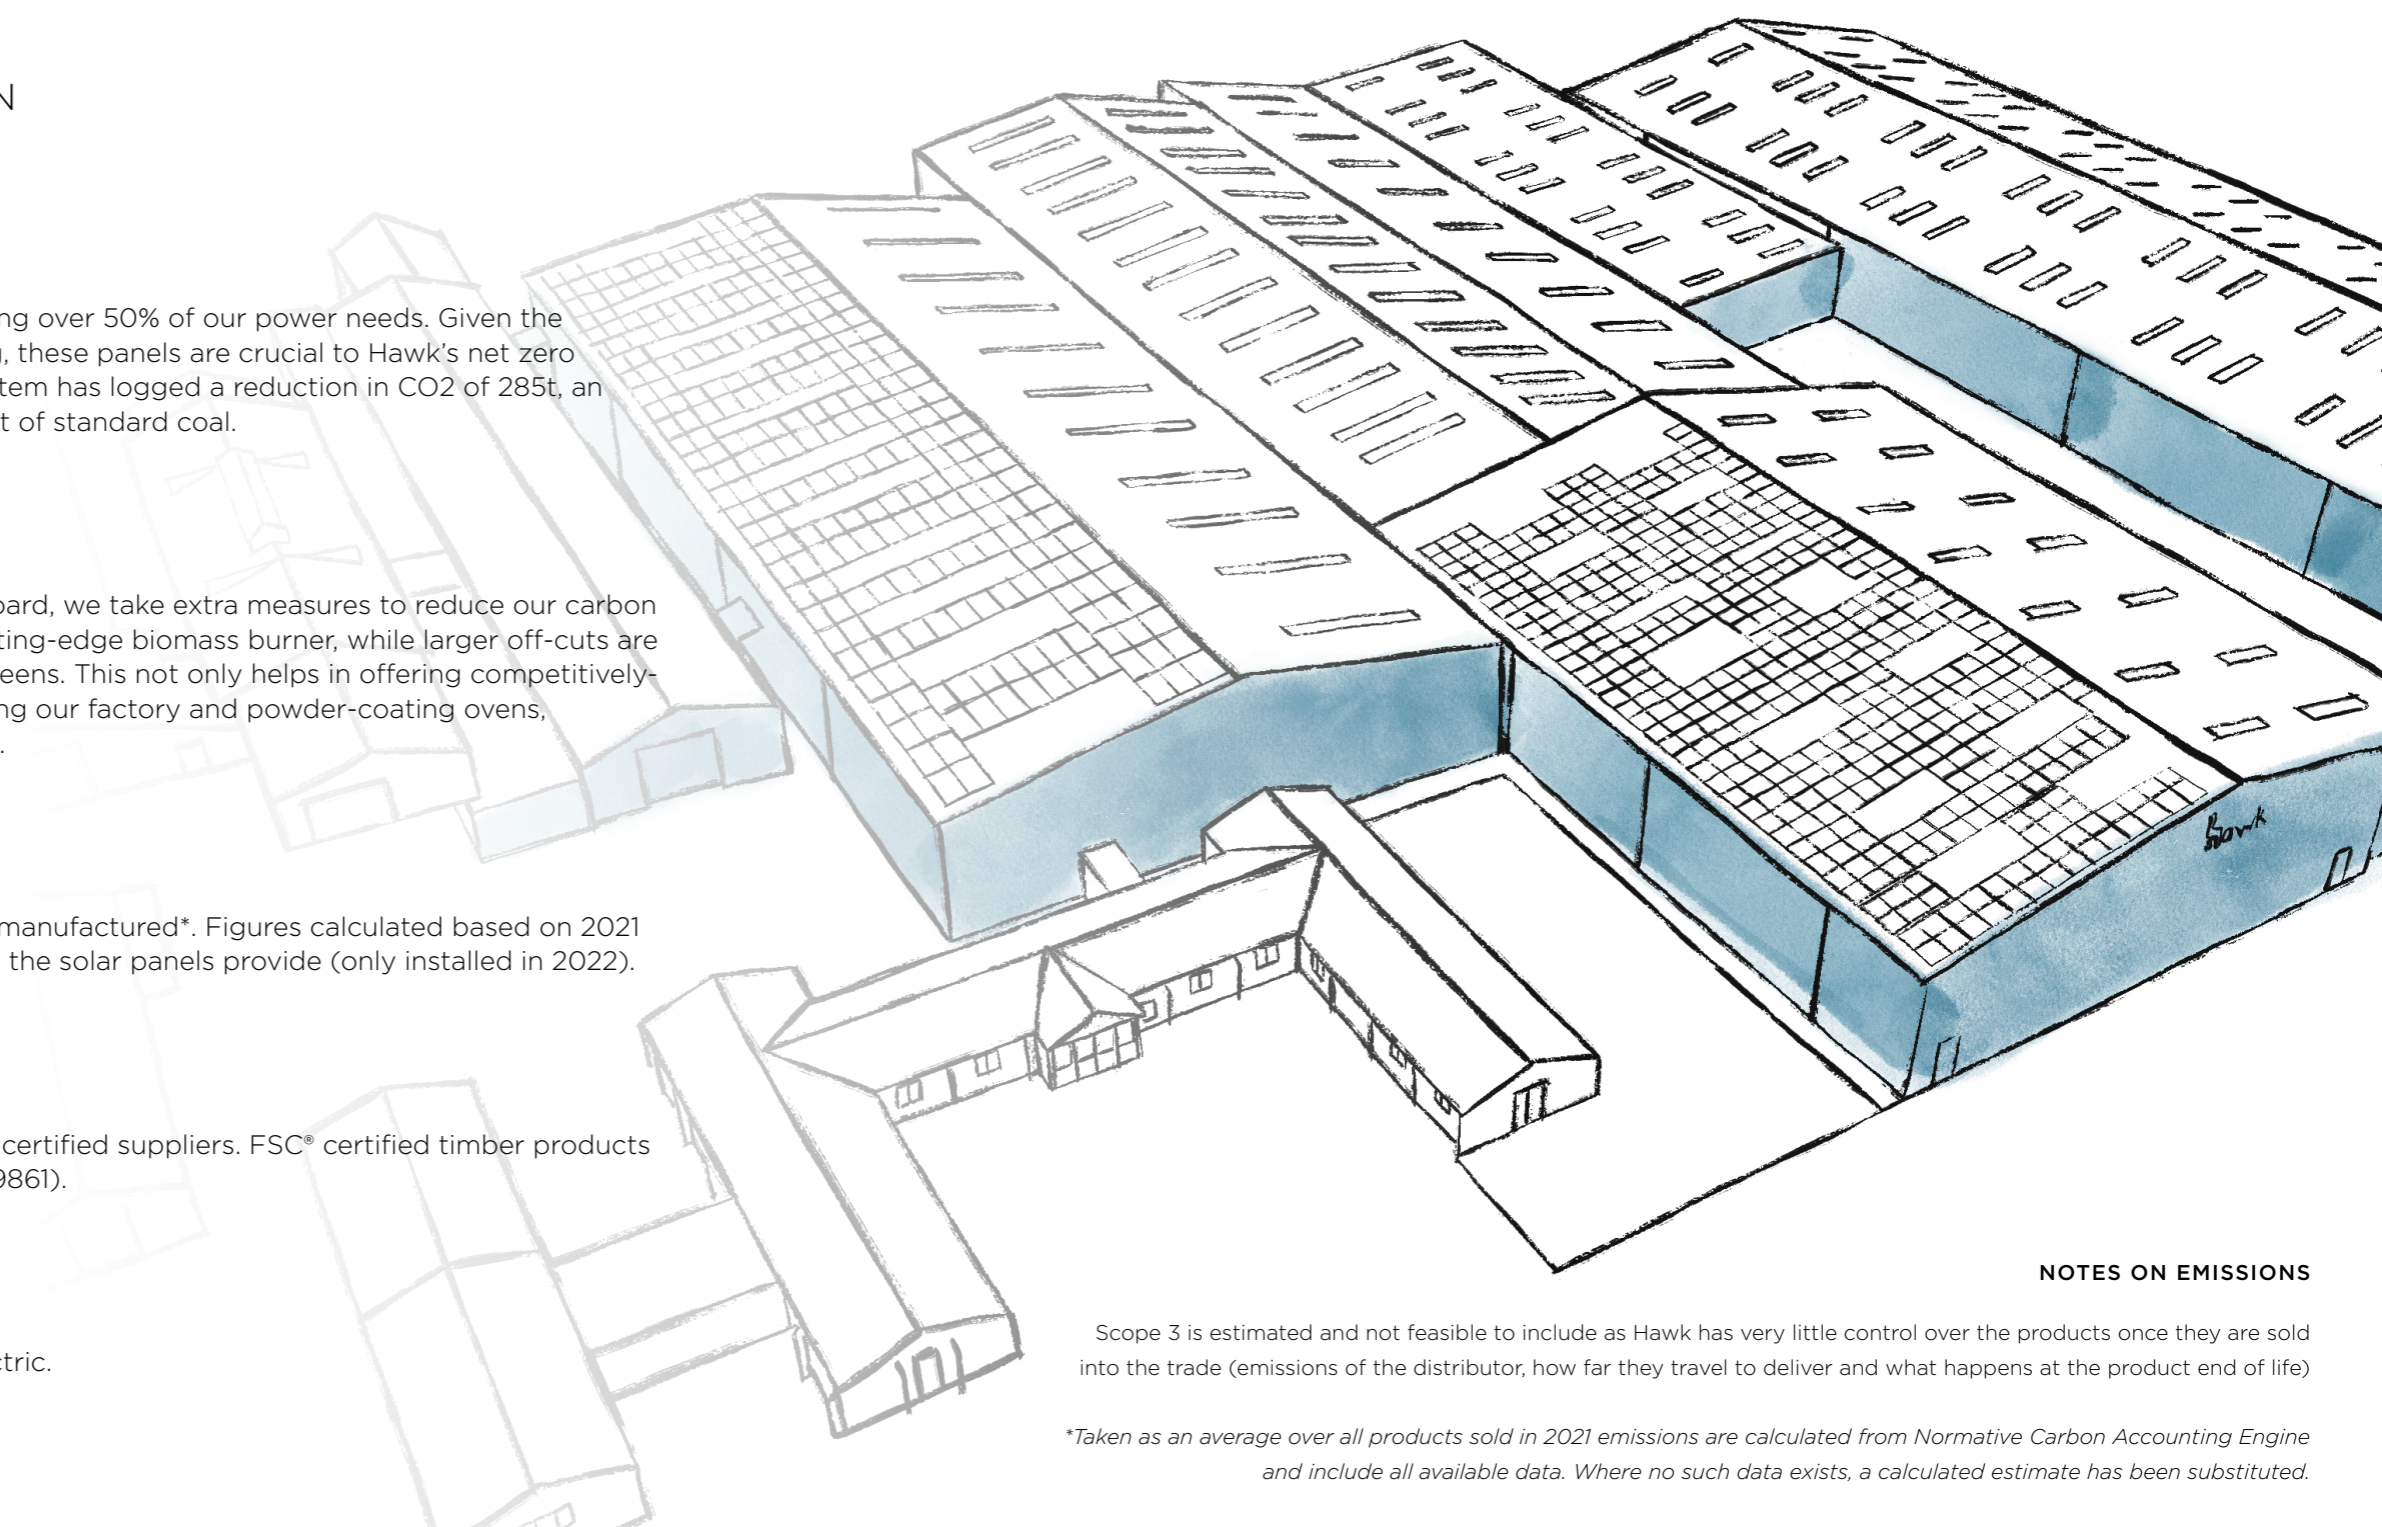 N
ng over 50% of our power needs. Given the
, these panels are crucial to Hawk's net zero
tem has logged a reduction in CO2 of 285t, an
t of standard coal.
oard, we take extra measures to reduce our carbon
ting-edge biomass burner, while larger off-cuts are
eens. This not only helps in offering competitively-
ng our factory and powder-coating ovens,
.
manufactured*. Figures calculated based on 2021
the solar panels provide (only installed in 2022).
certified suppliers. FSC® certified timber products
9861).
ctric.
Hawk
NOTES ON EMISSIONS
Scope 3 is estimated and not feasible to include as Hawk has very little control over the products once they are sold
into the trade (emissions of the distributor, how far they travel to deliver and what happens at the product end of life)
*Taken as an average over all products sold in 2021 emissions are calculated from Normative Carbon Accounting Engine
and include all available data. Where no such data exists, a calculated estimate has been substituted.